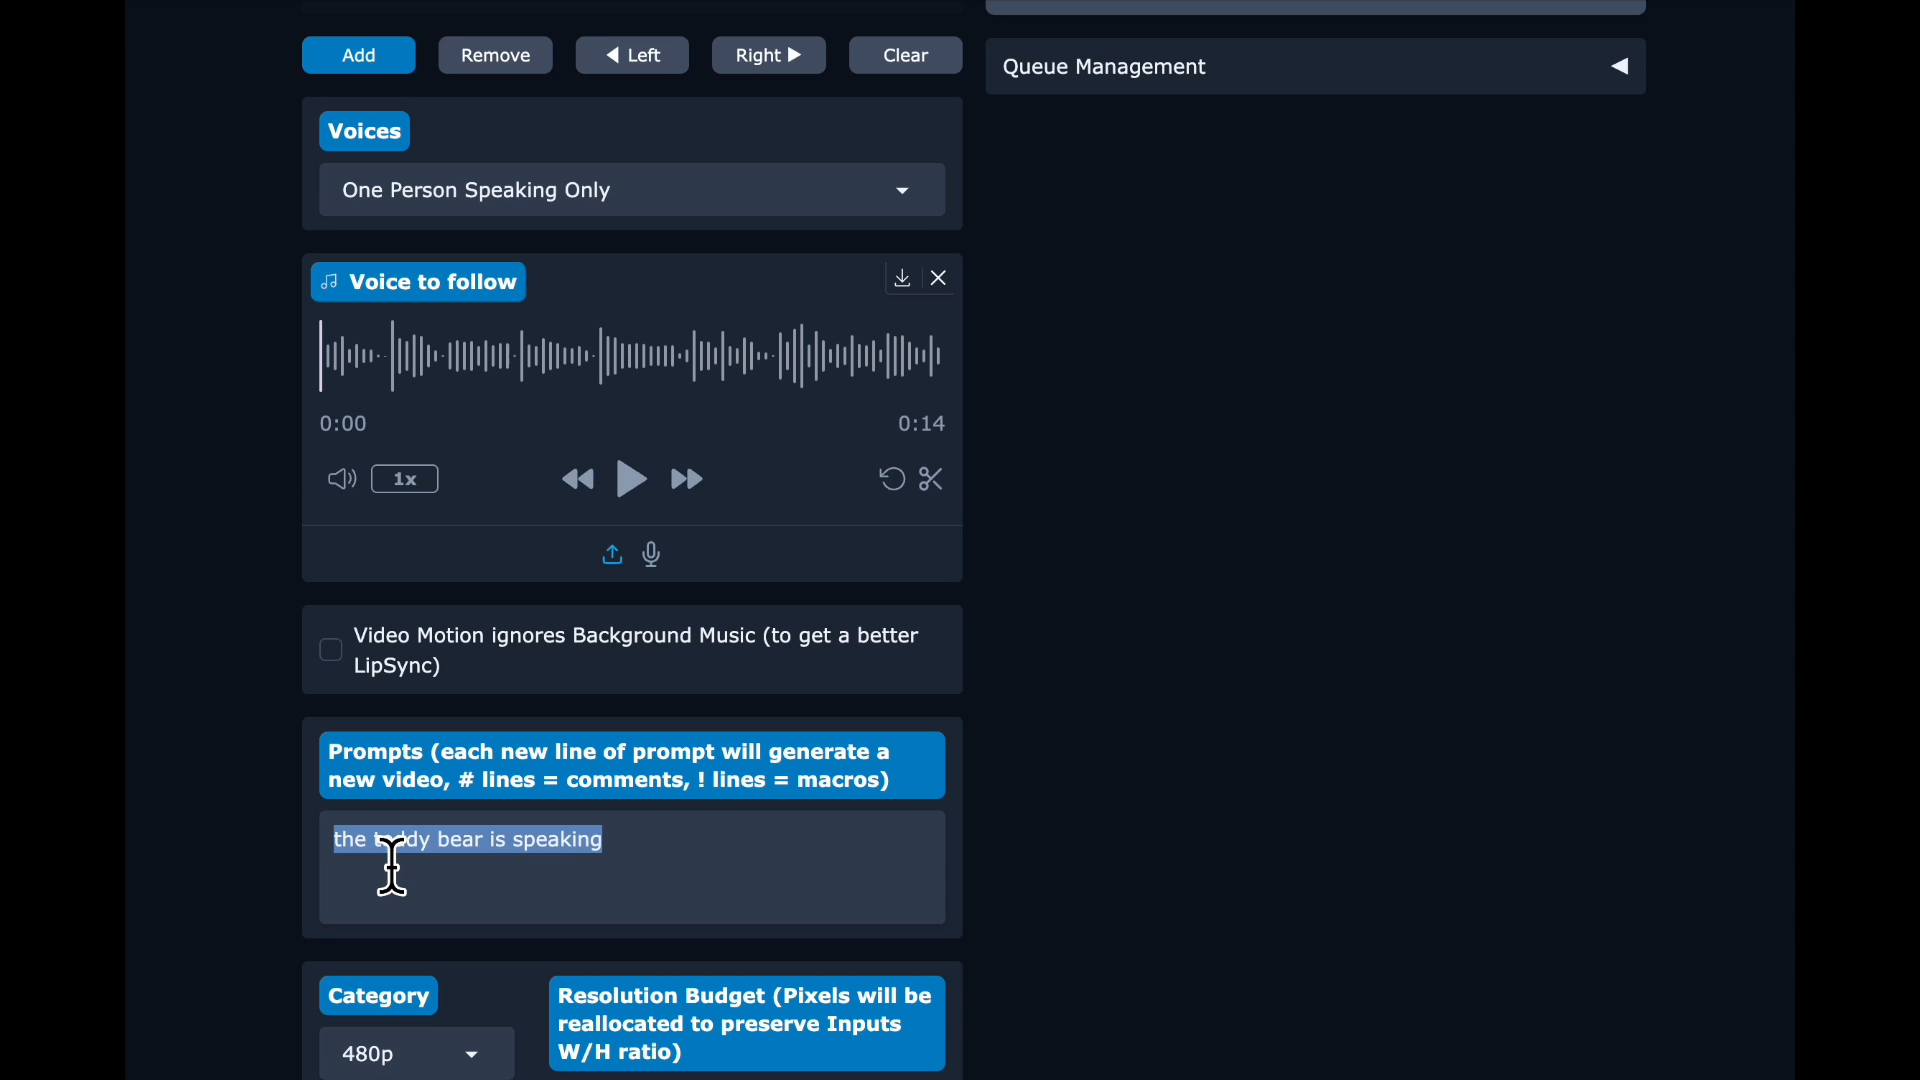 Add
Remove
Left
Right
Clear
Queue Management
Voices
One Person Speaking Only
Voice to follow
0:00
0:14
1x
Video Motion ignores Background Music (to get a better
LipSync)
Prompts (each new line of prompt will generate a
new video, # lines = comments, ! lines = macros)
the teddy bear is speaking
Category
480p
Resolution Budget (Pixels will be
reallocated to preserve Inputs
W/H ratio)